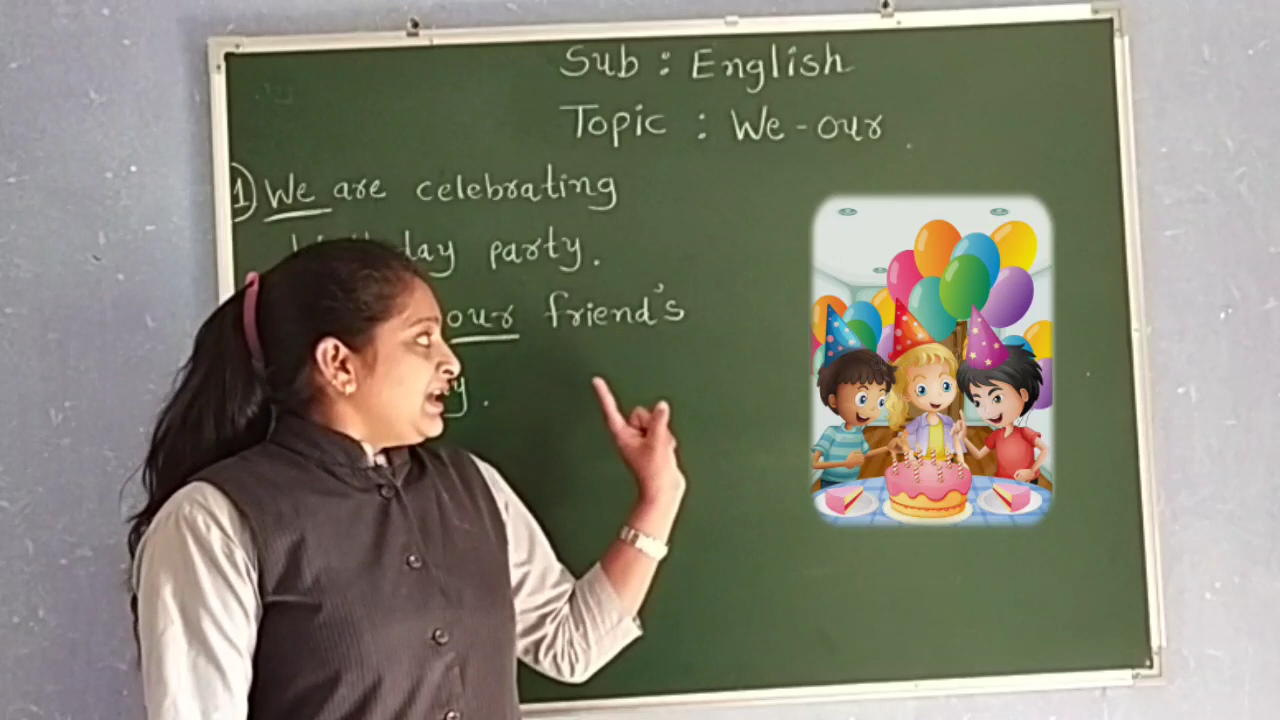 Sub : English
Topic : We - our
1) We are celebrating
party.
our friend's